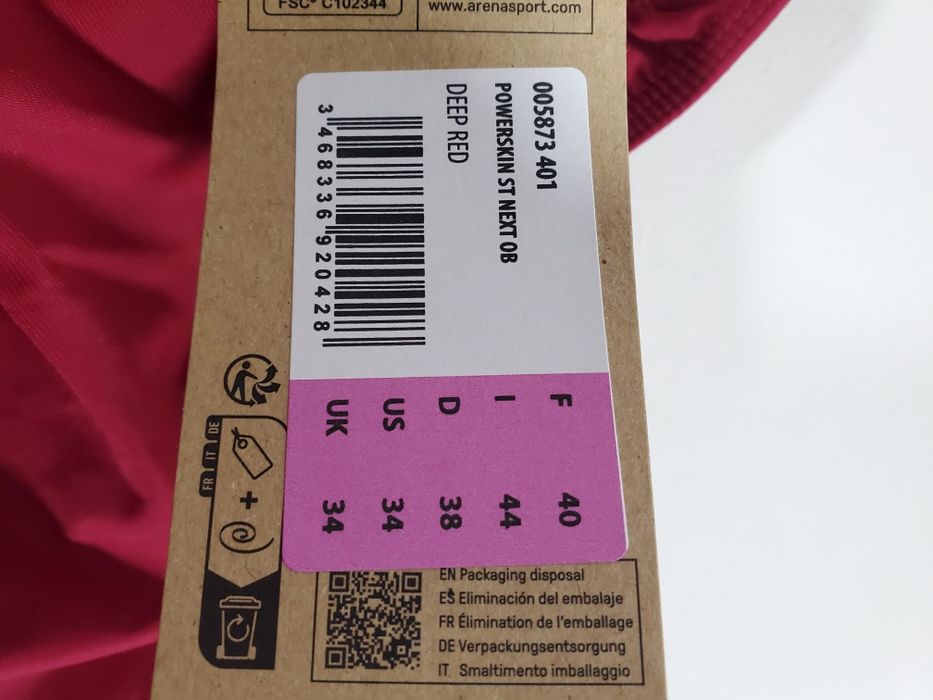 FSC® C102344
www.arenasport.com
005873 401
POWERSKIN ST NEXT OB
DEEP RED
3 468336 920428
F 40
I 44
D 38
US 34
UK 34
FR IT DE
+
EN Packaging disposal
ES Eliminación del embalaje
FR Élimination de l'emballage
DE Verpackungsentsorgung
IT Smaltimento imballaggio